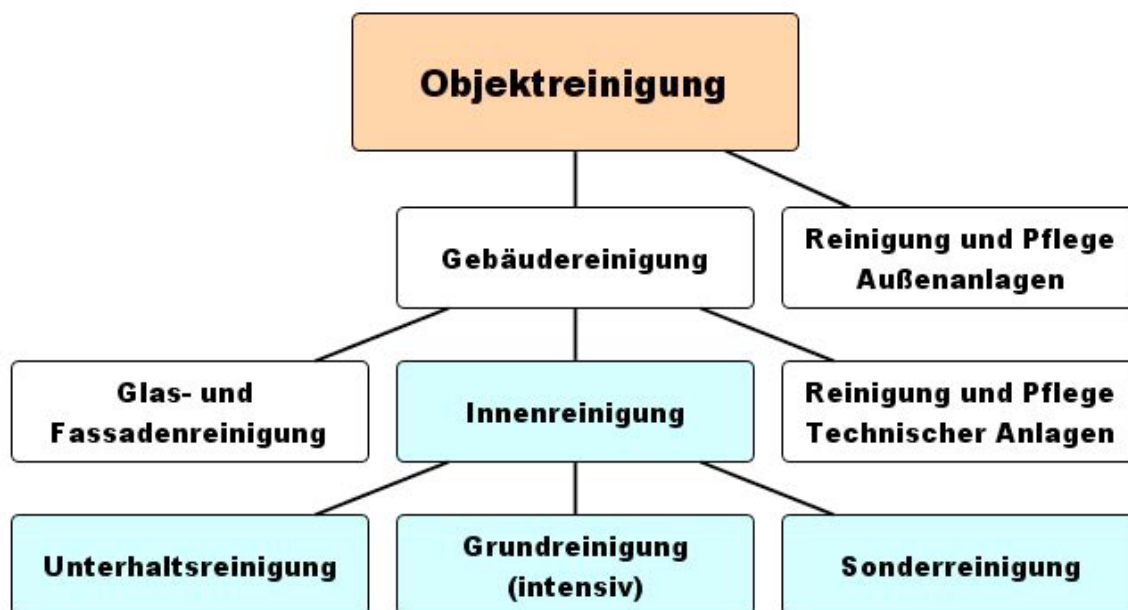 Objektreinigung
Gebäudereinigung
Reinigung und Pflege
Außenanlagen
Glas- und
Fassadenreinigung
Innenreinigung
Reinigung und Pflege
Technischer Anlagen
Unterhaltsreinigung
Grundreinigung
(intensiv)
Sonderreinigung